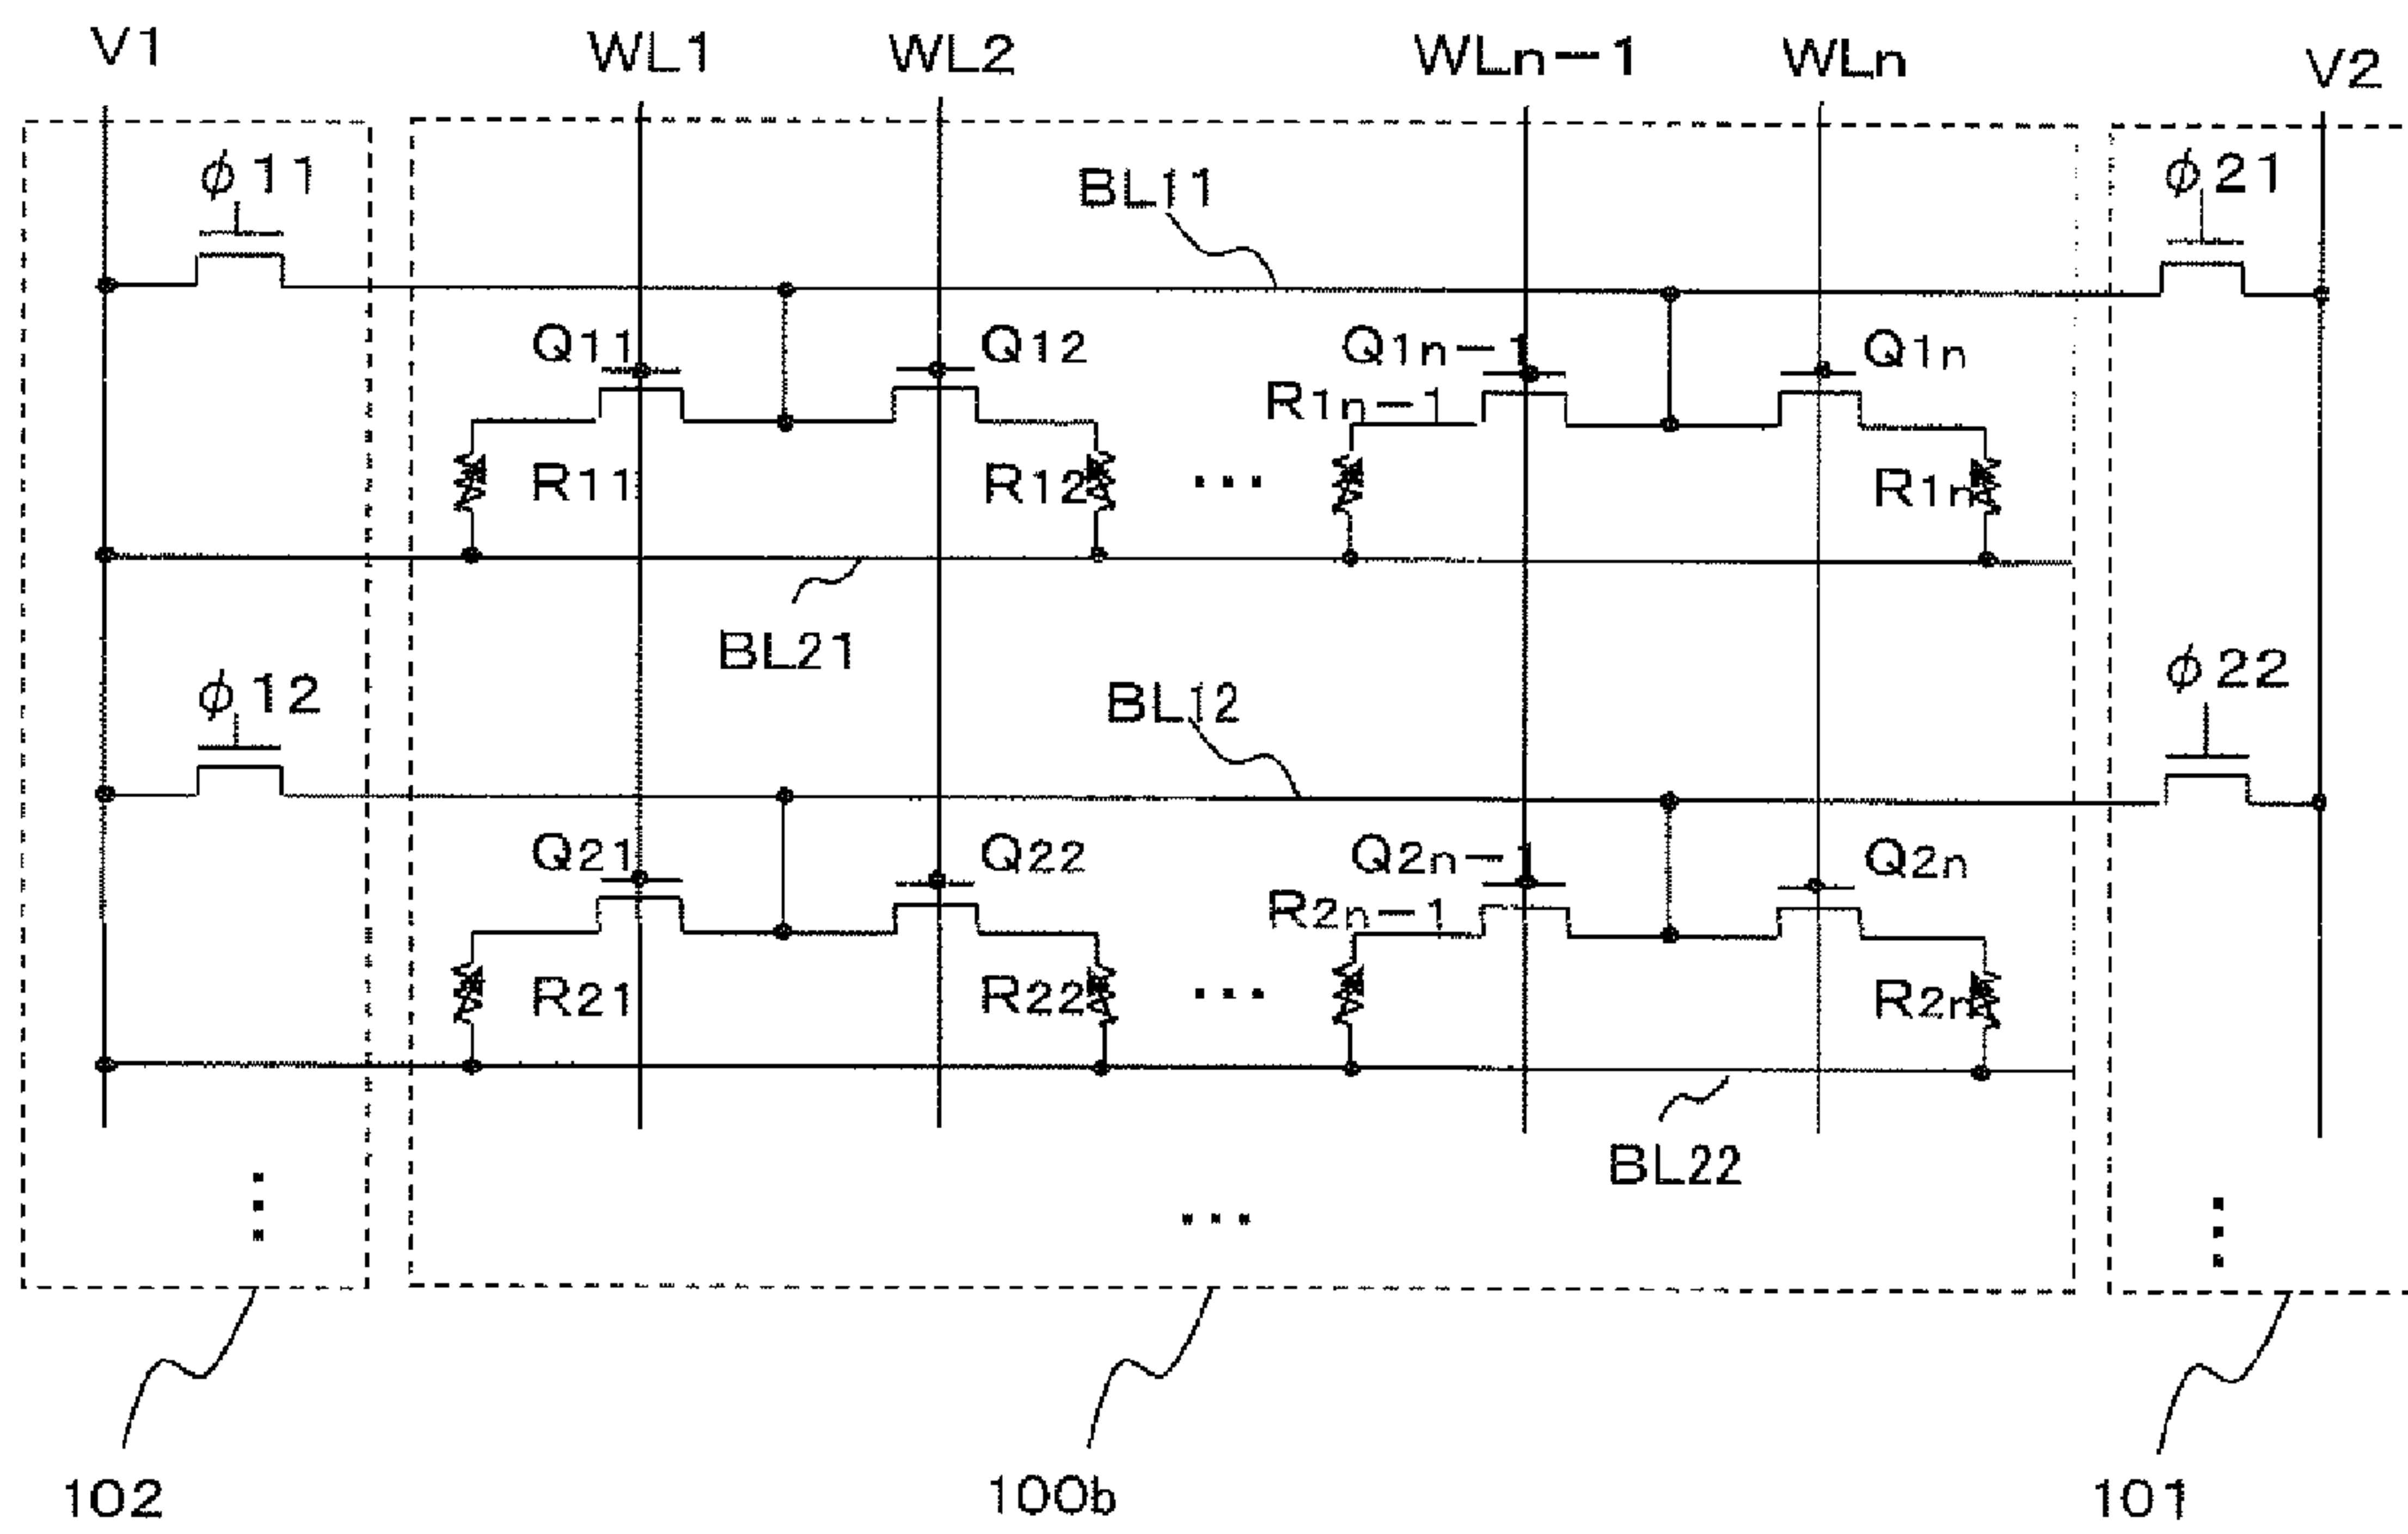 V1 WL1 WL2 WLn-1 WLn V2
ϕ11 BL11 ϕ21
Q11 Q12 Q1n-1 Q1n
R1n-1
R11 R12 ... R1n
BL21
ϕ12 BL12 ϕ22
Q21 Q22 Q2n-1 Q2n
R2n-1
R21 R22 ... R2n
BL22
...
102 100b 101